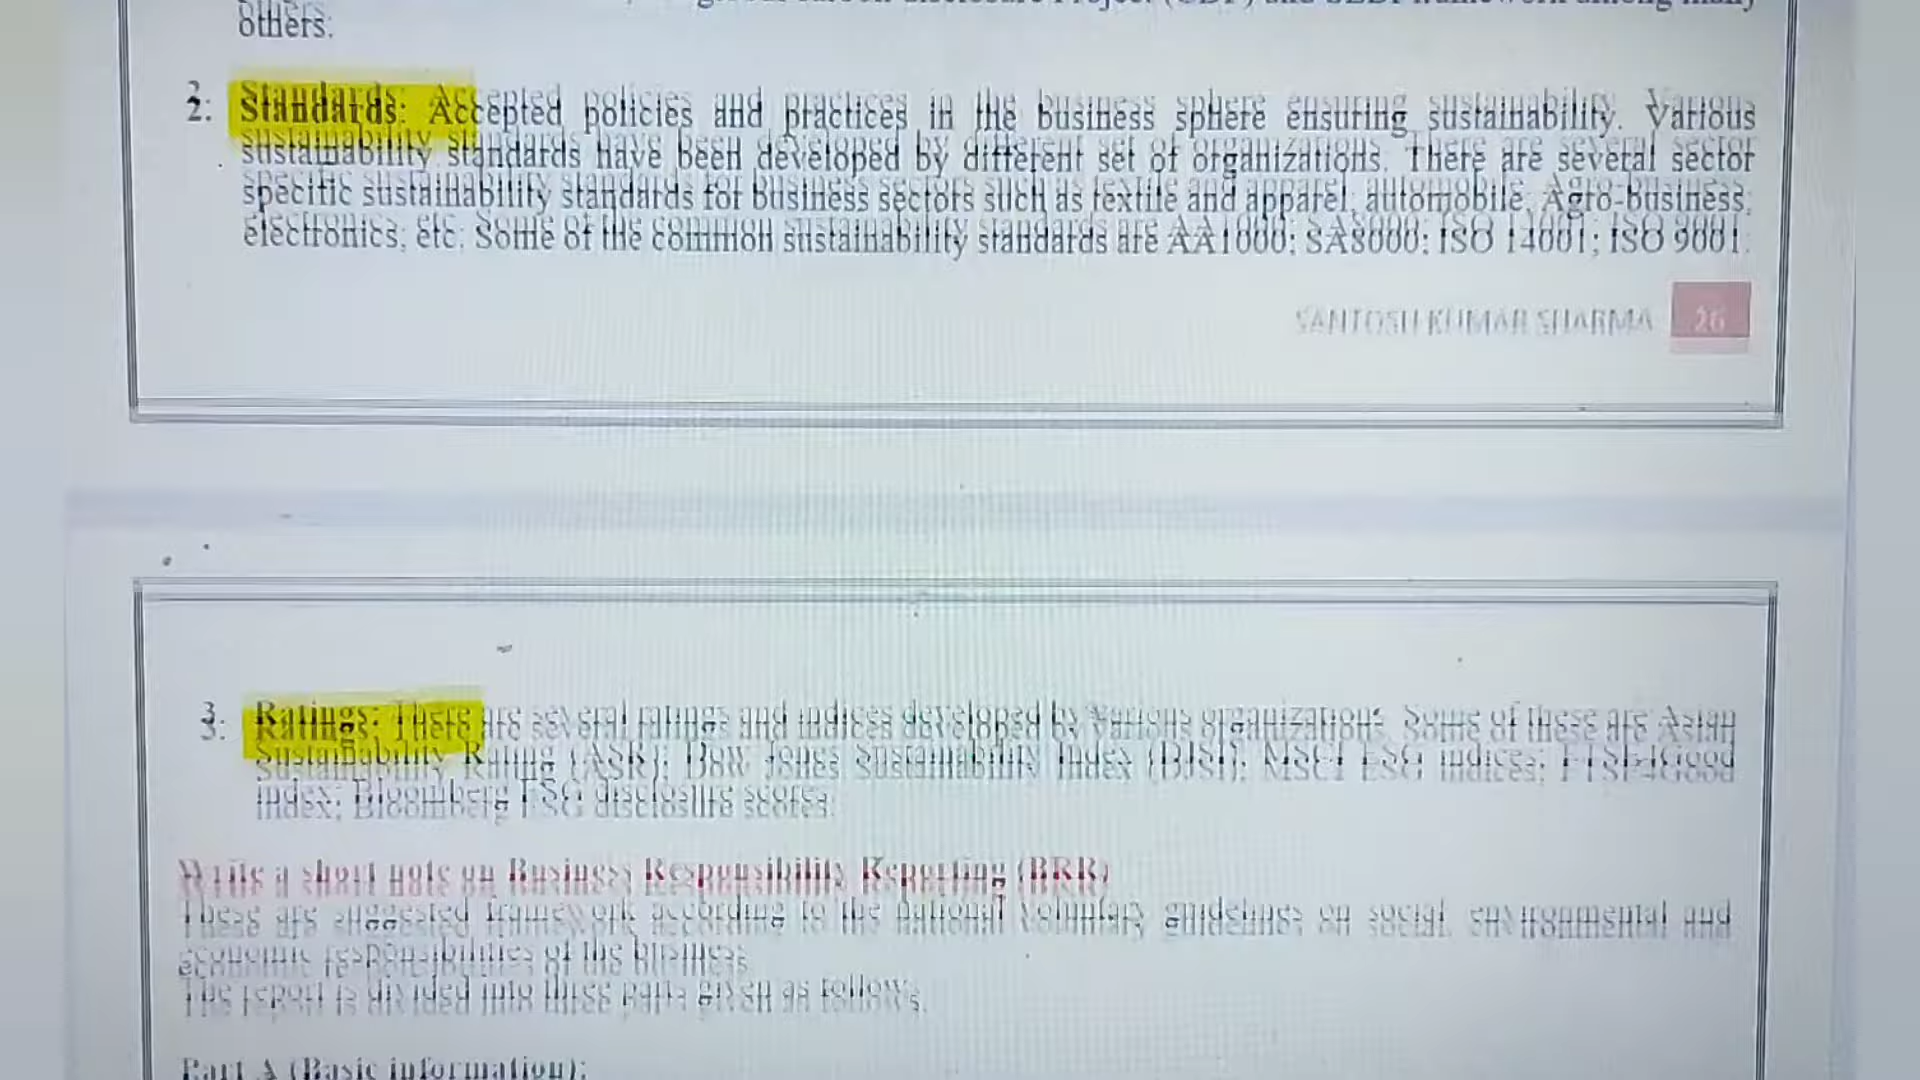 others.
2. Standards: Accepted policies and practices in the business sphere ensuring sustainability. Various
sustainability standards have been developed by different set of organizations. There are several sector
specific sustainability standards for business sectors such as textile and apparel, automobile, Agro-business,
electronics, etc. Some of the common sustainability standards are AA1000; SA8000; ISO 14001; ISO 9001.
SANTOSH KUMAR SHARMA 26
3. Ratings: There are several ratings and indices developed by various organizations. Some of these are Asian
Sustainability Rating (ASR); Dow Jones Sustainability Index (DJSI); MSCI ESG indices; FTSE4Good
index; Bloomberg ESG disclosure scores.
Write a short note on Business Responsibility Reporting (BRR)
These are suggested framework according to the national voluntary guidelines on social, environmental and
economic responsibilities of the business
The report is divided into three parts given as follows.
Part A (Basic information):